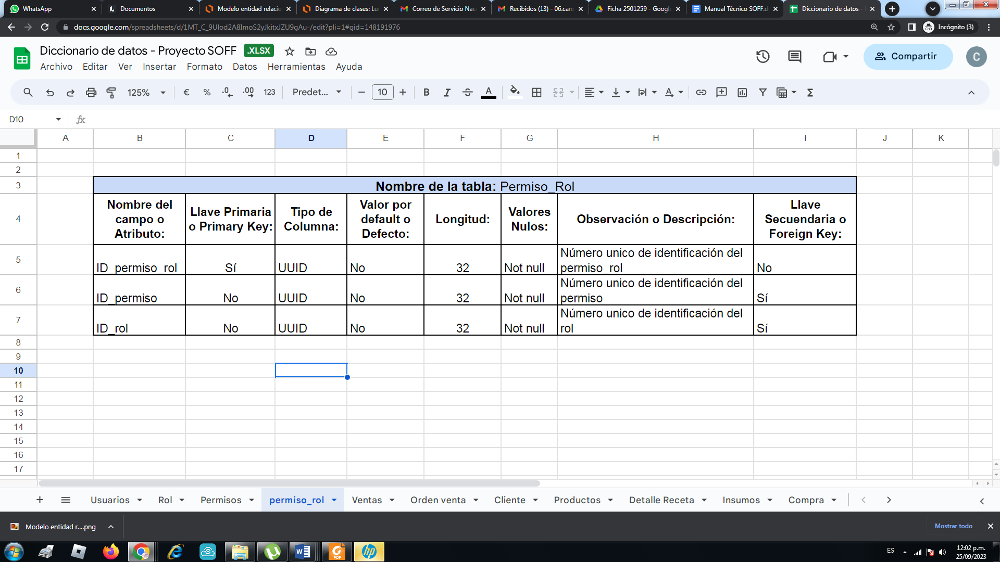 WhatsApp
Documentos
Modelo entidad relacio
Diagrama de clases: Lu
Correo de Servicio Nac
Recibidos (13) - 06.card
Ficha 2501259 - Google
Manual Técnico SOFF.d
Diccionario de datos -
docs.google.com/spreadsheets/d/1MT_C_9Ulod2A8ImoS2yJkitxJZU9gAu-/edit?pli=1#gid=148191976
Incógnito (3)
Diccionario de datos - Proyecto SOFF
.XLSX
Archivo Editar Ver Insertar Formato Datos Herramientas Ayuda
Compartir
C
125%
€ % .0 .00 123
Predet...
10
B I S A
Σ
D10
fx
A B C D E F G H I J K
1
2
3
Nombre de la tabla: Permiso_Rol
4
Nombre del campo o Atributo:
Llave Primaria o Primary Key:
Tipo de Columna:
Valor por default o Defecto:
Longitud:
Valores Nulos:
Observación o Descripción:
Llave Secuendaria o Foreign Key:
5
ID_permiso_rol Sí UUID No 32 Not null Número unico de identificación del permiso_rol No
6
ID_permiso No UUID No 32 Not null Número unico de identificación del permiso Sí
7
ID_rol No UUID No 32 Not null Número unico de identificación del rol Sí
8
9
10
11
12
13
14
15
16
17
Usuarios Rol Permisos permiso_rol Ventas Orden venta Cliente Productos Detalle Receta Insumos Compra
Modelo entidad r....png
Mostrar todo
ES
12:02 p.m.
25/09/2023